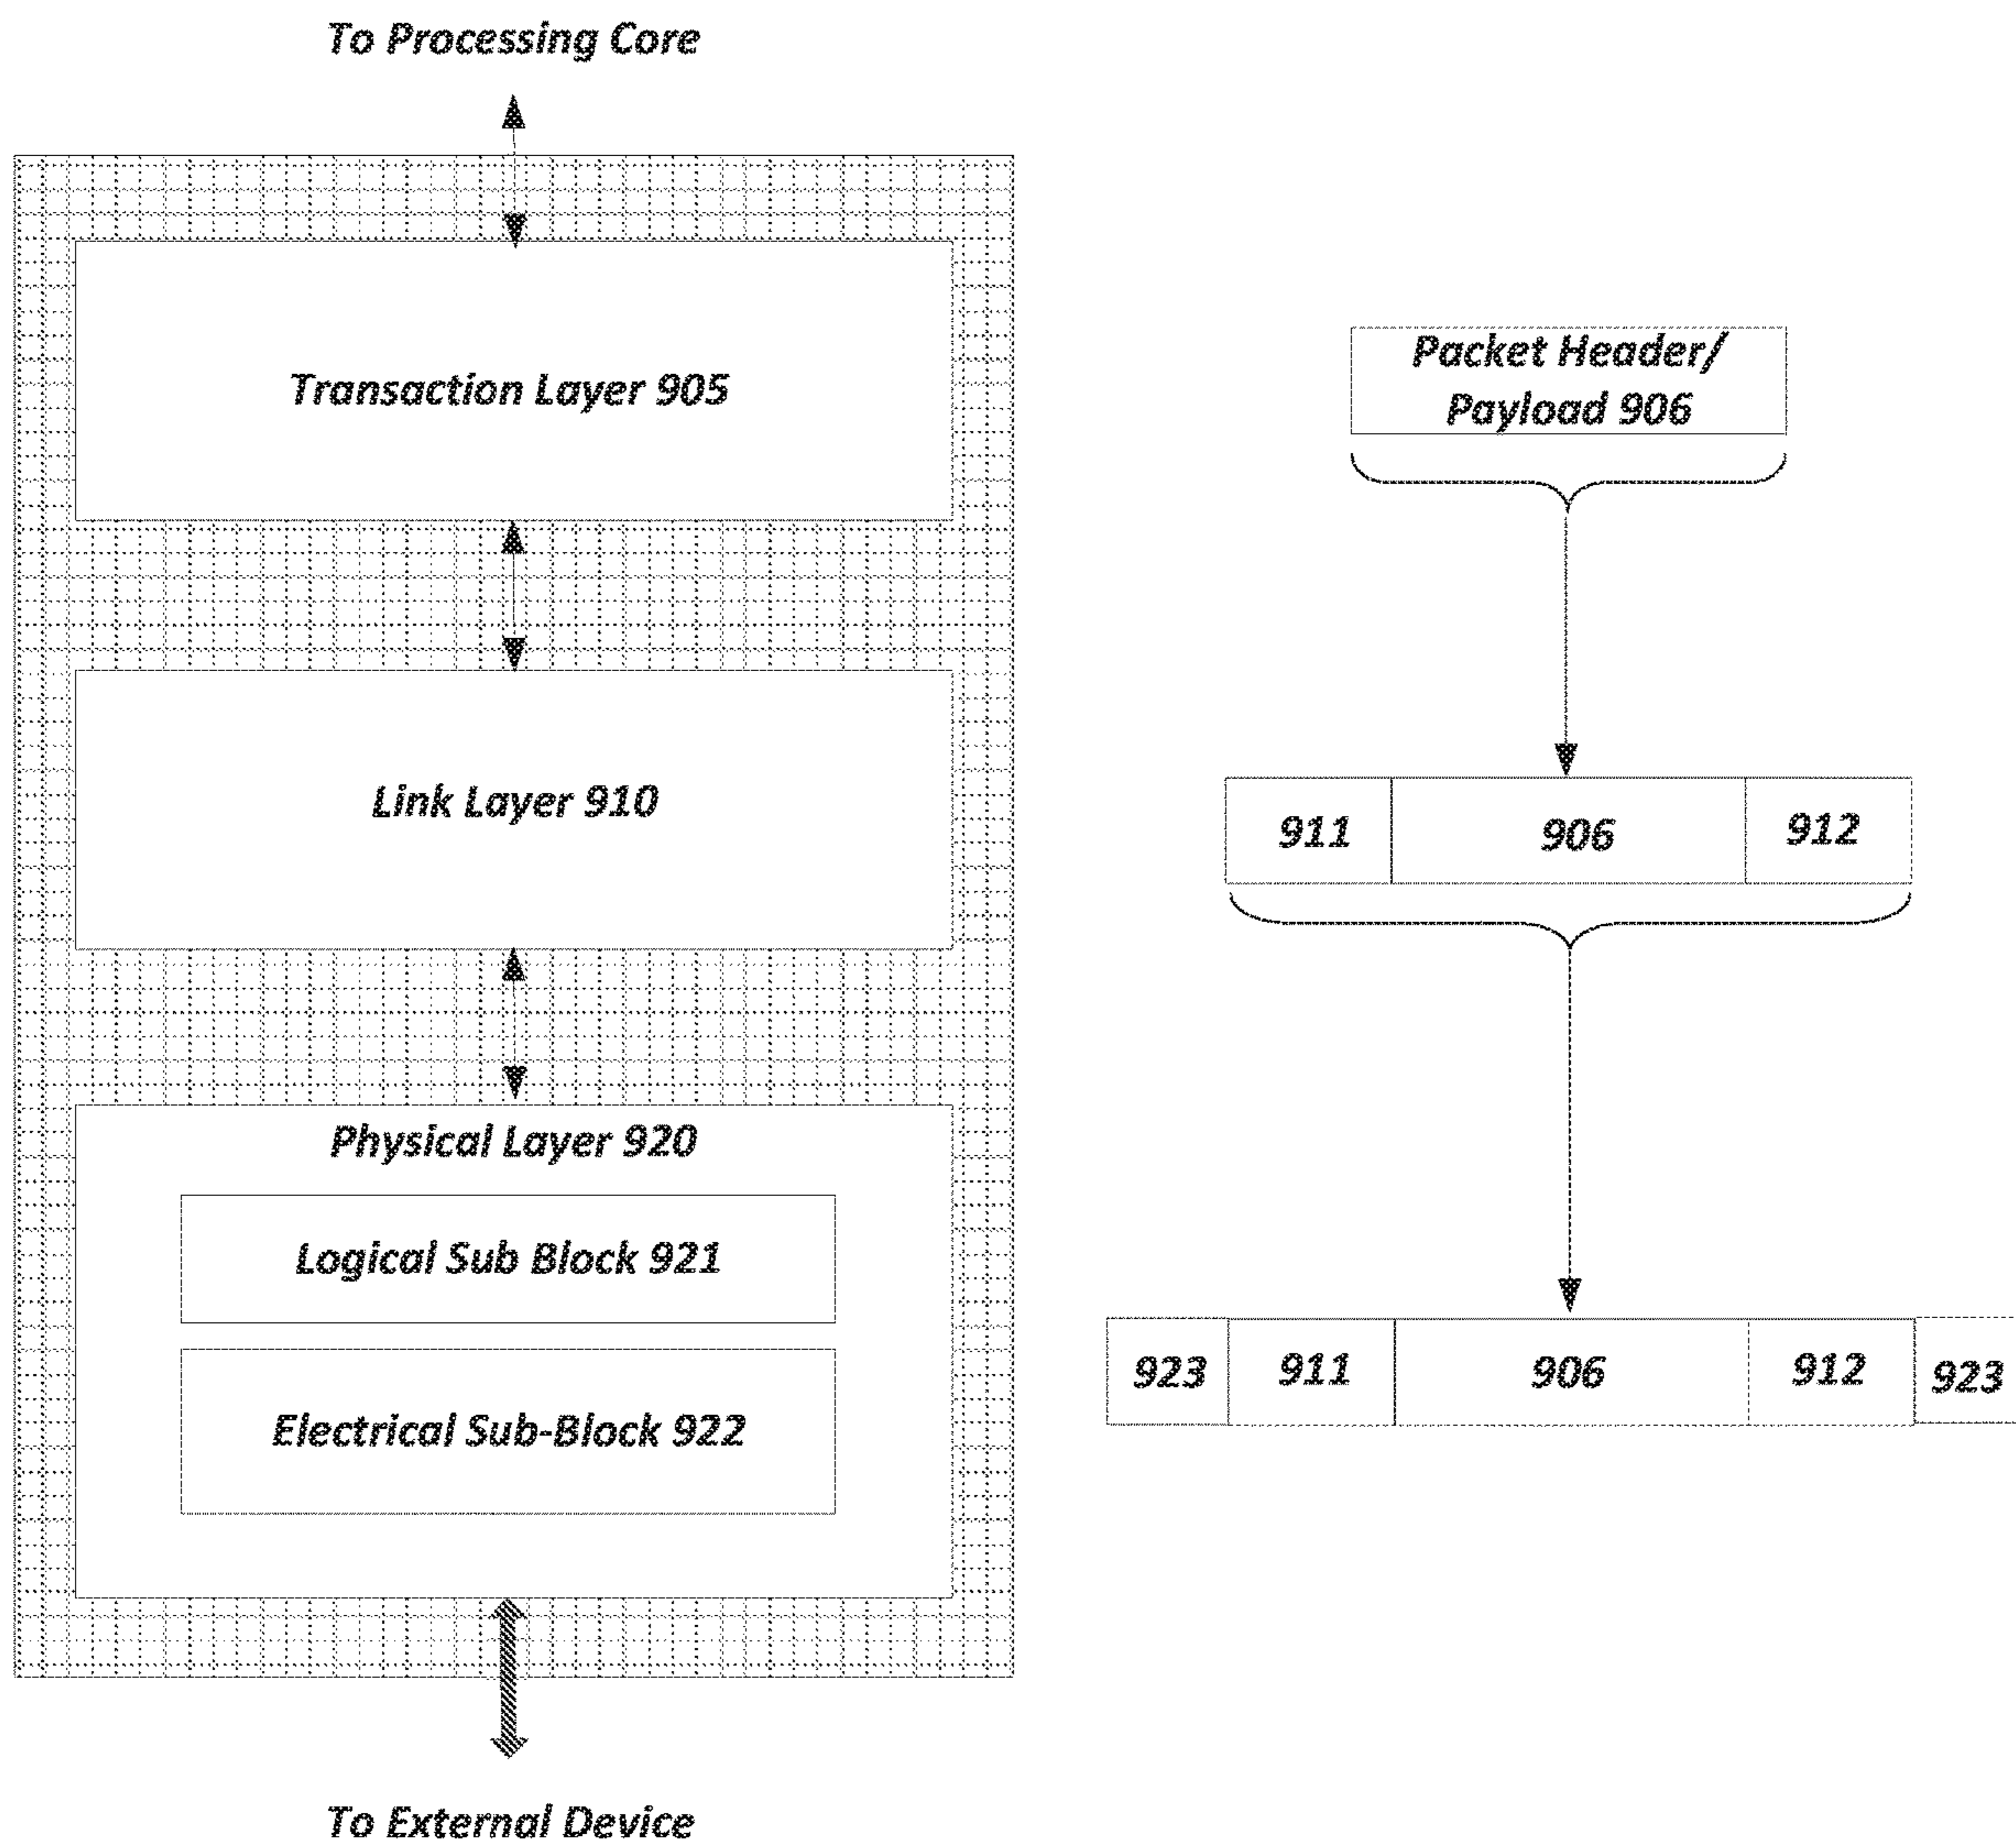 To Processing Core
Transaction Layer 905
Packet Header/
Payload 906
Link Layer 910
911 906 912
Physical Layer 920
Logical Sub Block 921
Electrical Sub-Block 922
923 911 906 912 923
To External Device